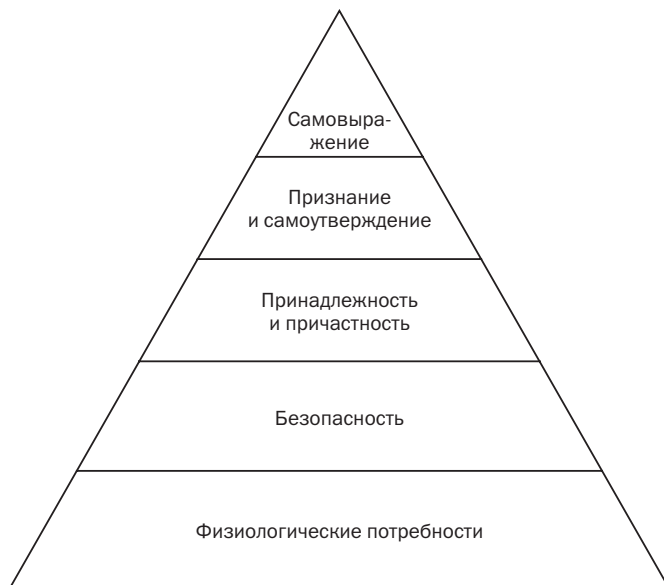 Самовыра-
жение
Признание
и самоутверждение
Принадлежность
и причастность
Безопасность
Физиологические потребности